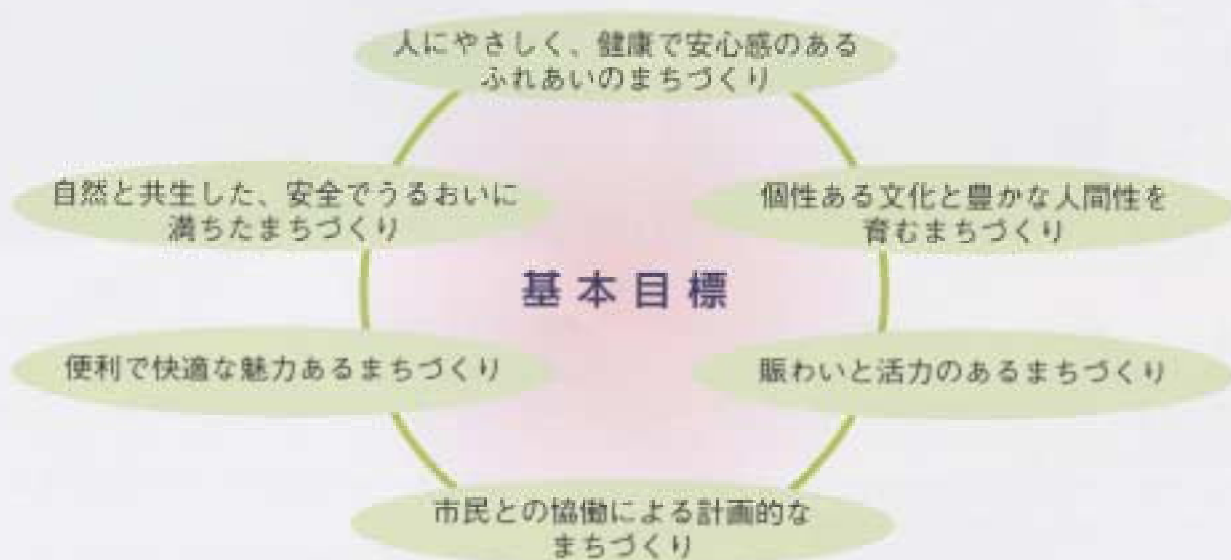 人にやさしく、健康で安心感のある
ふれあいのまちづくり
自然と共生した、安全でうるおいに
満ちたまちづくり
個性ある文化と豊かな人間性を
育むまちづくり
基本目標
便利で快適な魅力あるまちづくり
賑わいと活力のあるまちづくり
市民との協働による計画的な
まちづくり